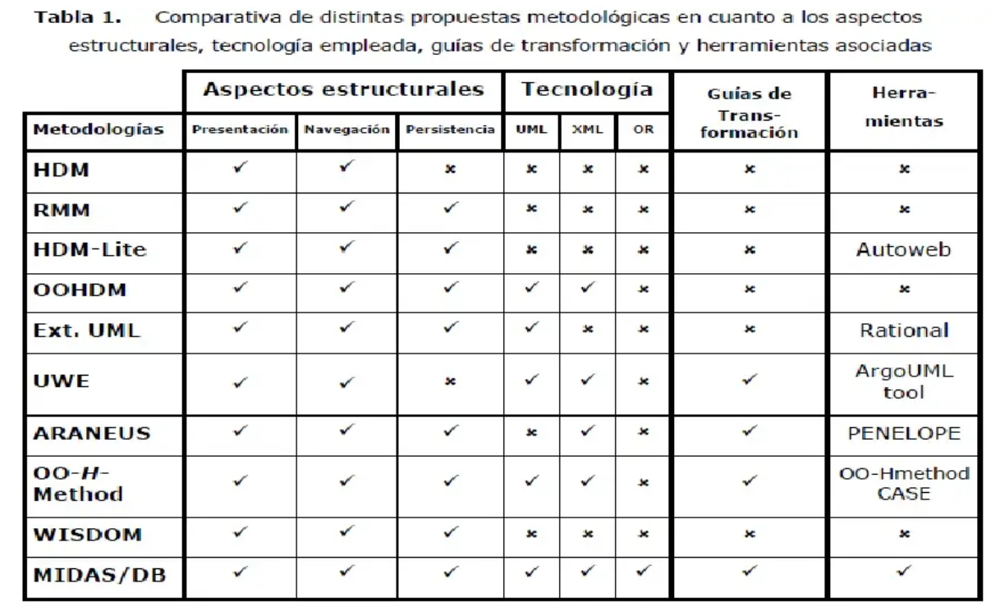 Tabla 1. Comparativa de distintas propuestas metodológicas en cuanto a los aspectos
estructurales, tecnología empleada, guías de transformación y herramientas asociadas
Aspectos estructurales Tecnología Guías de Trans-formación Herra-mientas
Metodologías Presentación Navegación Persistencia UML XML OR
HDM ✓ ✓ × × × × × ×
RMM ✓ ✓ ✓ × × × × ×
HDM-Lite ✓ ✓ ✓ × × × × Autoweb
OOHDM ✓ ✓ ✓ ✓ ✓ × × ×
Ext. UML ✓ ✓ ✓ ✓ × × × Rational
UWE ✓ ✓ × ✓ ✓ × ✓ ArgoUML tool
ARANEUS ✓ ✓ ✓ × ✓ × ✓ PENELOPE
OO-H-Method ✓ ✓ ✓ ✓ ✓ × ✓ OO-Hmethod CASE
WISDOM ✓ ✓ ✓ × × × × ×
MIDAS/DB ✓ ✓ ✓ ✓ ✓ ✓ ✓ ✓